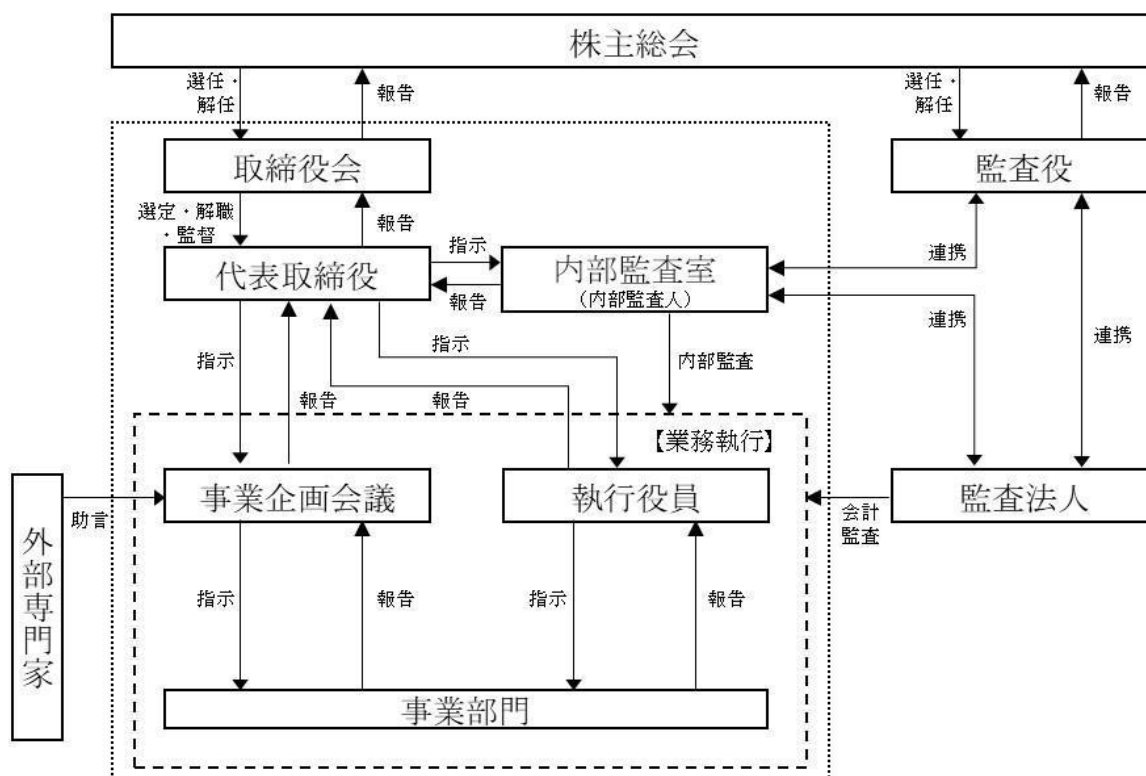 株主総会
選任・
解任
報告
選任・
解任
報告
取締役会
監査役
選定・解職
・監督
報告
指示
代表取締役
内部監査室
(内部監査人)
報告
連携
連携
連携
指示
指示
内部監査
報告
報告
【業務執行】
事業企画会議
執行役員
監査法人
助言
会計
監査
外部専門家
指示
報告
指示
報告
事業部門